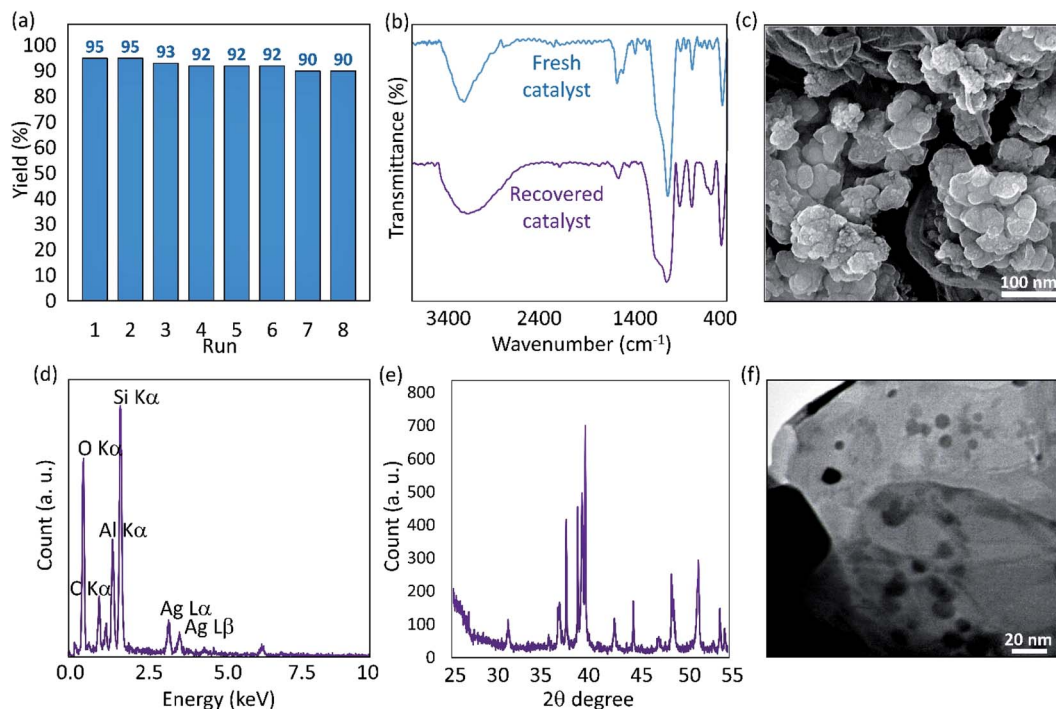 (a)
Yield (%)
100
90
80
70
60
50
40
30
20
10
0
95 95 93 92 92 92 90 90
1 2 3 4 5 6 7 8
Run
(b)
Transmittance (%)
Fresh
catalyst
Recovered
catalyst
3400 2400 1400 400
Wavenumber (cm⁻¹)
(c)
100 nm
(d)
Count (a. u.)
Si Kα
O Kα
Al Kα
C Kα
Ag Lα
Ag Lβ
0.0 2.5 5.0 7.5 10
Energy (keV)
(e)
Count (a. u.)
800
700
600
500
400
300
200
100
0
25 30 35 40 45 50 55
2θ degree
(f)
20 nm